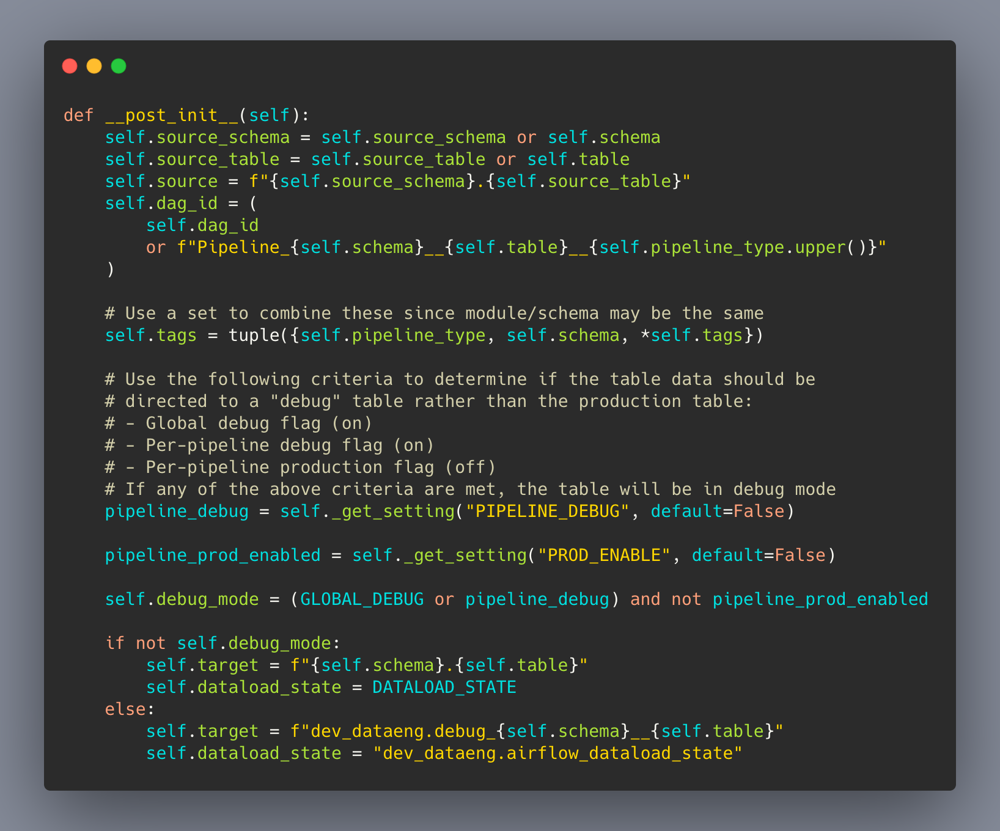 def __post_init__(self):
    self.source_schema = self.source_schema or self.schema
    self.source_table = self.source_table or self.table
    self.source = f"{self.source_schema}.{self.source_table}"
    self.dag_id = (
        self.dag_id
        or f"Pipeline_{self.schema}__{self.table}__{self.pipeline_type.upper()}"
    )

    # Use a set to combine these since module/schema may be the same
    self.tags = tuple({self.pipeline_type, self.schema, *self.tags})

    # Use the following criteria to determine if the table data should be
    # directed to a "debug" table rather than the production table:
    # - Global debug flag (on)
    # - Per-pipeline debug flag (on)
    # - Per-pipeline production flag (off)
    # If any of the above criteria are met, the table will be in debug mode
    pipeline_debug = self._get_setting("PIPELINE_DEBUG", default=False)

    pipeline_prod_enabled = self._get_setting("PROD_ENABLE", default=False)

    self.debug_mode = (GLOBAL_DEBUG or pipeline_debug) and not pipeline_prod_enabled

    if not self.debug_mode:
        self.target = f"{self.schema}.{self.table}"
        self.dataload_state = DATALOAD_STATE
    else:
        self.target = f"dev_dataeng.debug_{self.schema}__{self.table}"
        self.dataload_state = "dev_dataeng.airflow_dataload_state"